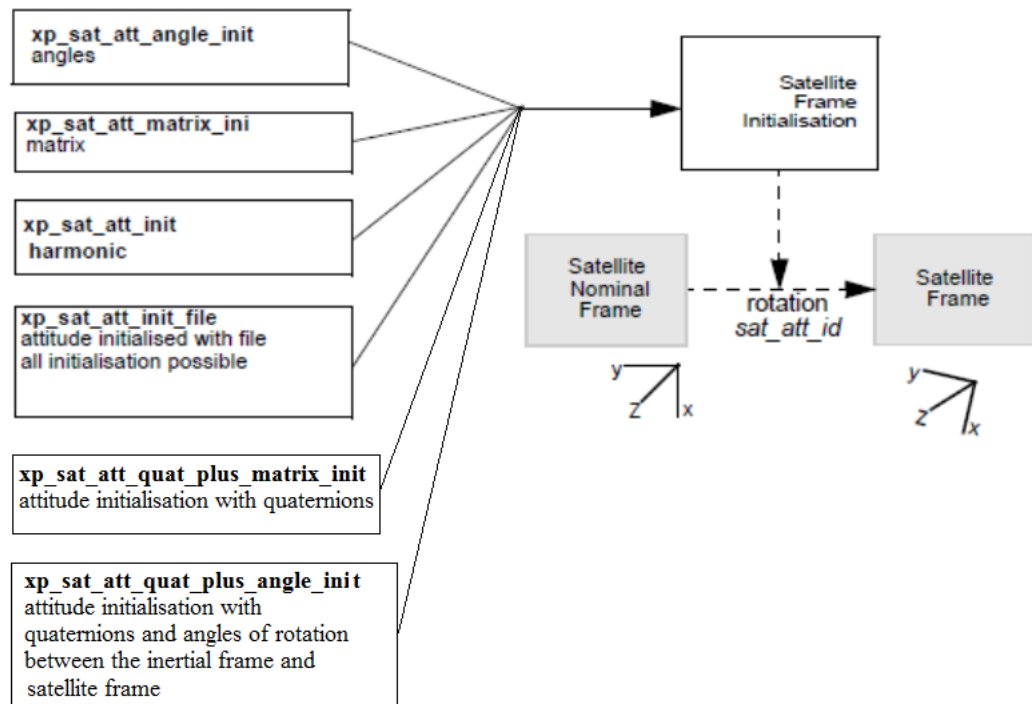 xp_sat_att_angle_init
angles
xp_sat_att_matrix_ini
matrix
xp_sat_att_init
harmonic
xp_sat_att_init_file
attitude initialised with file
all initialisation possible
xp_sat_att_quat_plus_matrix_init
attitude initialisation with quaternions
xp_sat_att_quat_plus_angle_init
attitude initialisation with
quaternions and angles of rotation
between the inertial frame and
satellite frame
Satellite
Frame
Initialisation
Satellite
Nominal
Frame
rotation
sat_att_id
Satellite
Frame
y
Z
x
y
Z
x